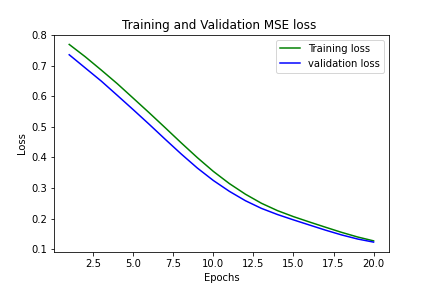 Training and Validation MSE loss
Training loss
validation loss
Loss
0.8
0.7
0.6
0.5
0.4
0.3
0.2
0.1
2.5 5.0 7.5 10.0 12.5 15.0 17.5 20.0
Epochs